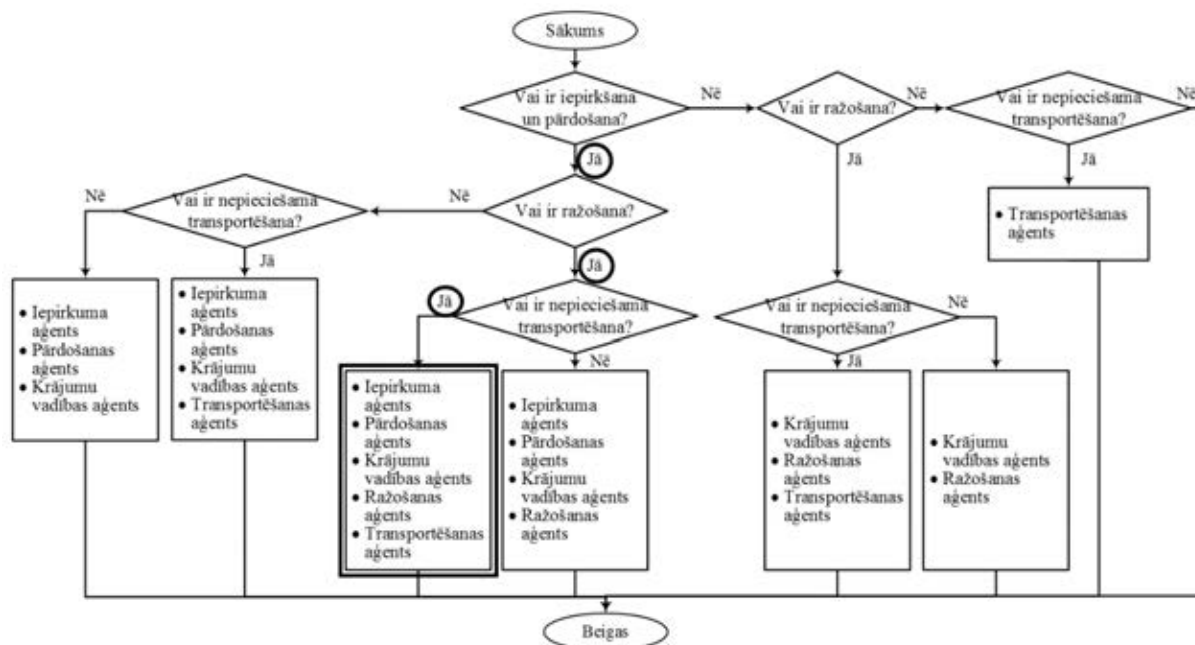 Sākums
Vai ir iepirkšana
un pārdošana?
Nē
Vai ir ražošana?
Nē
Vai ir nepieciešama
transportēšana?
Nē
Jā
Jā
Jā
Nē
Vai ir nepieciešama
transportēšana?
Nē
Vai ir ražošana?
• Transportēšanas
aģents
Jā
Jā
• Iepirkuma
aģents
• Pārdošanas
aģents
• Krājumu
vadības aģents
• Iepirkuma
aģents
• Pārdošanas
aģents
• Krājumu
vadības aģents
• Transportēšanas
aģents
Jā
Vai ir nepieciešama
transportēšana?
Vai ir nepieciešama
transportēšana?
Nē
Nē
Jā
• Iepirkuma
aģents
• Pārdošanas
aģents
• Krājumu
vadības aģents
• Ražošanas
aģents
• Transportēšanas
aģents
• Iepirkuma
aģents
• Pārdošanas
aģents
• Krājumu
vadības aģents
• Ražošanas
aģents
• Krājumu
vadības aģents
• Ražošanas
aģents
• Transportēšanas
aģents
• Krājumu
vadības aģents
• Ražošanas
aģents
Beigas